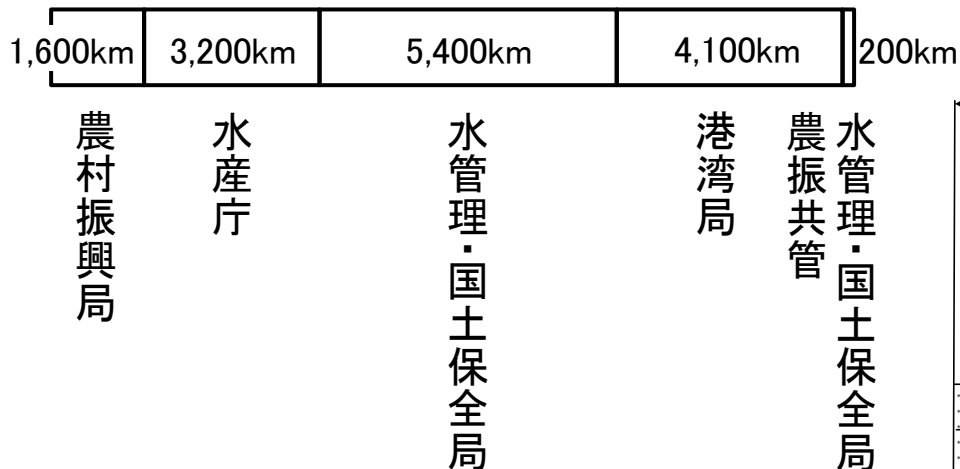 1,600km 3,200km 5,400km 4,100km 200km
農村振興局
水産庁
水管理・国土保全局
港湾局
農振共管
水管理・国土保全局